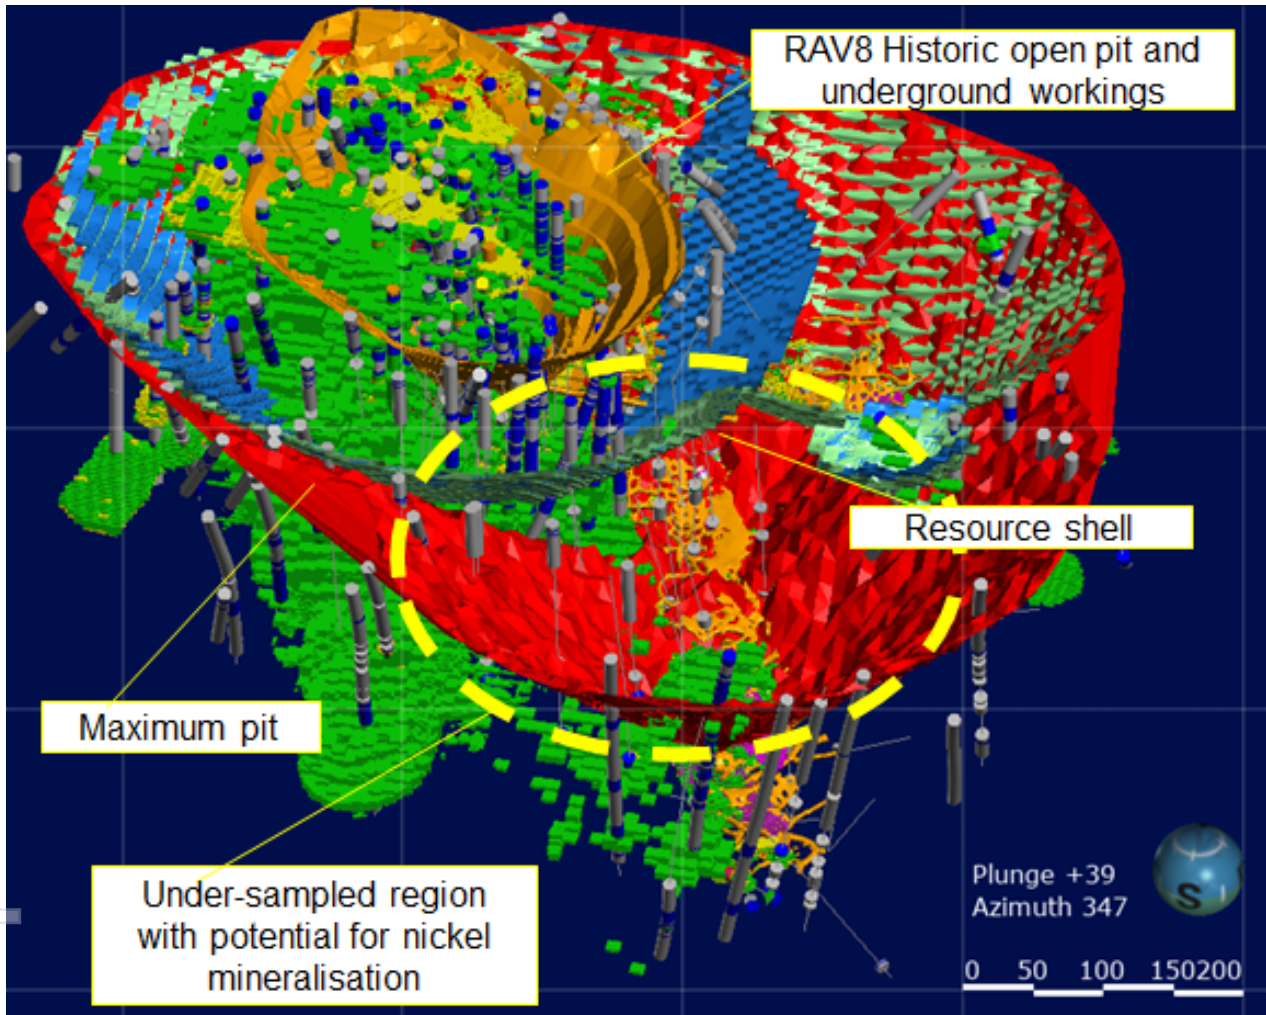 RAV8 Historic open pit and
underground workings
Resource shell
Maximum pit
Under-sampled region
with potential for nickel
mineralisation
Plunge +39
Azimuth 347
S
0 50 100 150200